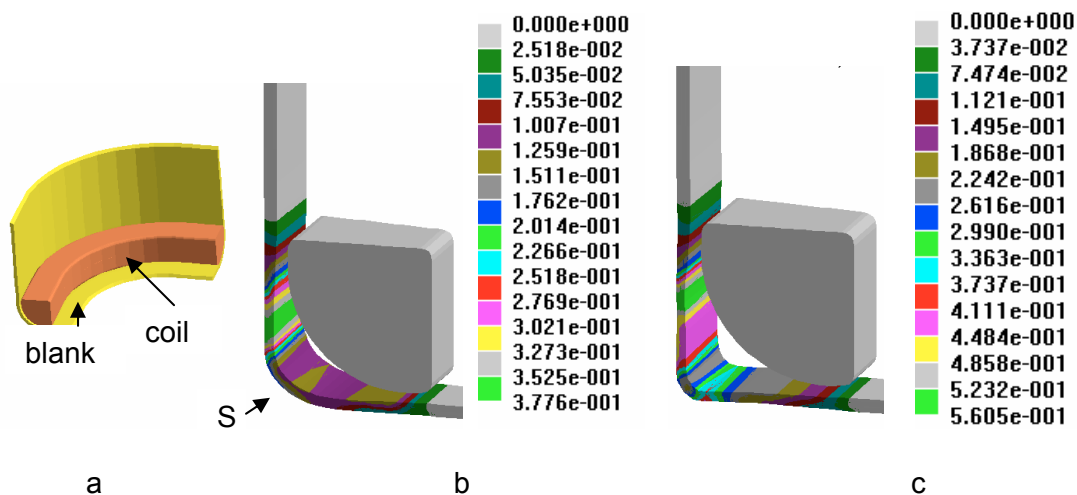 blank
coil
a
S
b
0.000e+000
2.518e-002
5.035e-002
7.553e-002
1.007e-001
1.259e-001
1.511e-001
1.762e-001
2.014e-001
2.266e-001
2.518e-001
2.769e-001
3.021e-001
3.273e-001
3.525e-001
3.776e-001
c
0.000e+000
3.737e-002
7.474e-002
1.121e-001
1.495e-001
1.868e-001
2.242e-001
2.616e-001
2.990e-001
3.363e-001
3.737e-001
4.111e-001
4.484e-001
4.858e-001
5.232e-001
5.605e-001